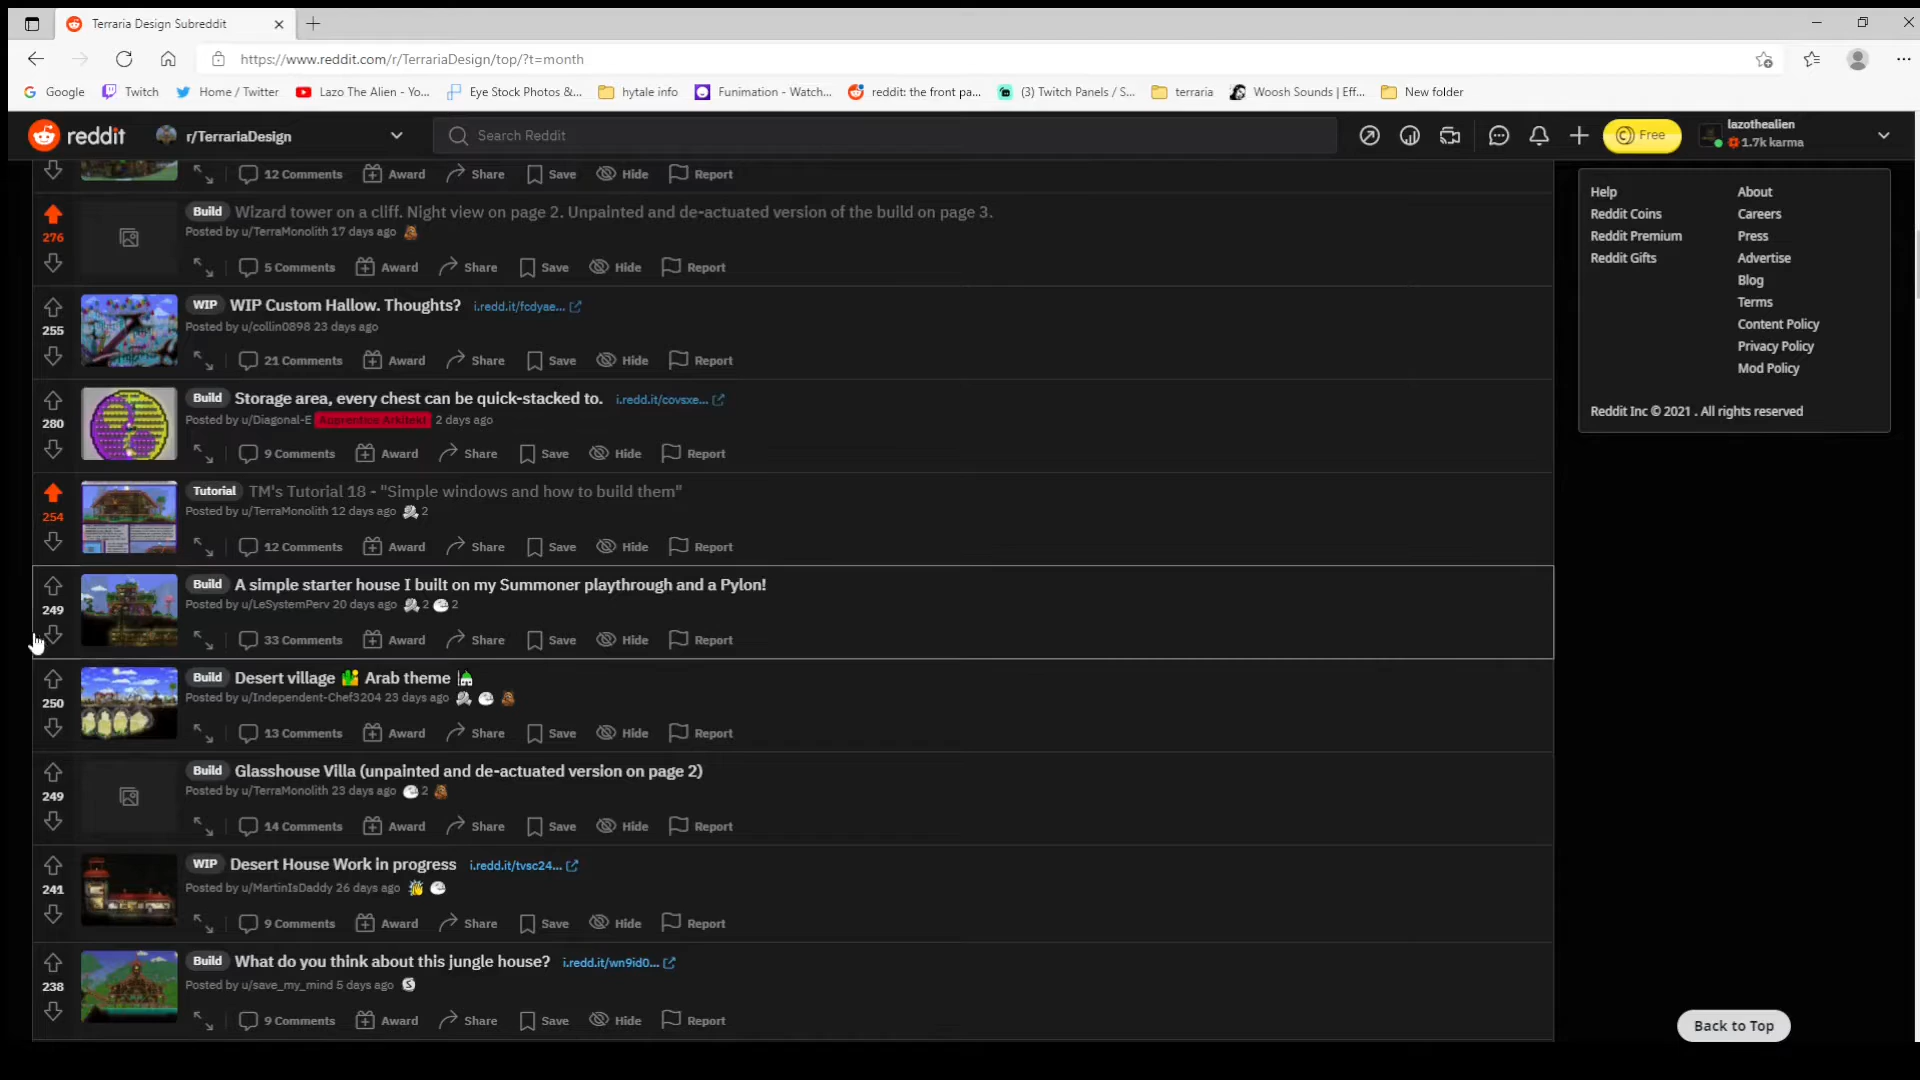 Terraria Design Subreddit
https://www.reddit.com/r/TerrariaDesign/top/?t=month
Google Twitch Home / Twitter Lazo The Alien - Yo... Eye Stock Photos &... hytale info Funimation - Watch... reddit: the front pa... (3) Twitch Panels / S... terraria Woosh Sounds | Eff... New folder
reddit r/TerrariaDesign Search Reddit Free lazothealien
1.7k karma
12 Comments Award Share Save Hide Report
Build Wizard tower on a cliff. Night view on page 2. Unpainted and de-actuated version of the build on page 3.
276 Posted by u/TerraMonolith 17 days ago
5 Comments Award Share Save Hide Report
WIP WIP Custom Hallow. Thoughts? i.redd.it/fcdyae...
255 Posted by u/collin0898 23 days ago
21 Comments Award Share Save Hide Report
Build Storage area, every chest can be quick-stacked to. i.redd.it/covsxe...
280 Posted by u/Diagonal-E Apprentice Arkitekt 2 days ago
9 Comments Award Share Save Hide Report
Tutorial TM's Tutorial 18 - "Simple windows and how to build them"
254 Posted by u/TerraMonolith 12 days ago 2
12 Comments Award Share Save Hide Report
Build A simple starter house I built on my Summoner playthrough and a Pylon!
249 Posted by u/LeSystemPerv 20 days ago 2 2
33 Comments Award Share Save Hide Report
Build Desert village Arab theme
250 Posted by u/Independent-Chef3204 23 days ago
13 Comments Award Share Save Hide Report
Build Glasshouse Villa (unpainted and de-actuated version on page 2)
249 Posted by u/TerraMonolith 23 days ago 2
14 Comments Award Share Save Hide Report
WIP Desert House Work in progress i.redd.it/tvsc24...
241 Posted by u/MartinIsDaddy 26 days ago
9 Comments Award Share Save Hide Report
Build What do you think about this jungle house? i.redd.it/wn9id0...
238 Posted by u/save_my_mind 5 days ago
9 Comments Award Share Save Hide Report
Help About
Reddit Coins Careers
Reddit Premium Press
Reddit Gifts Advertise
Blog
Terms
Content Policy
Privacy Policy
Mod Policy
Reddit Inc © 2021 . All rights reserved
Back to Top